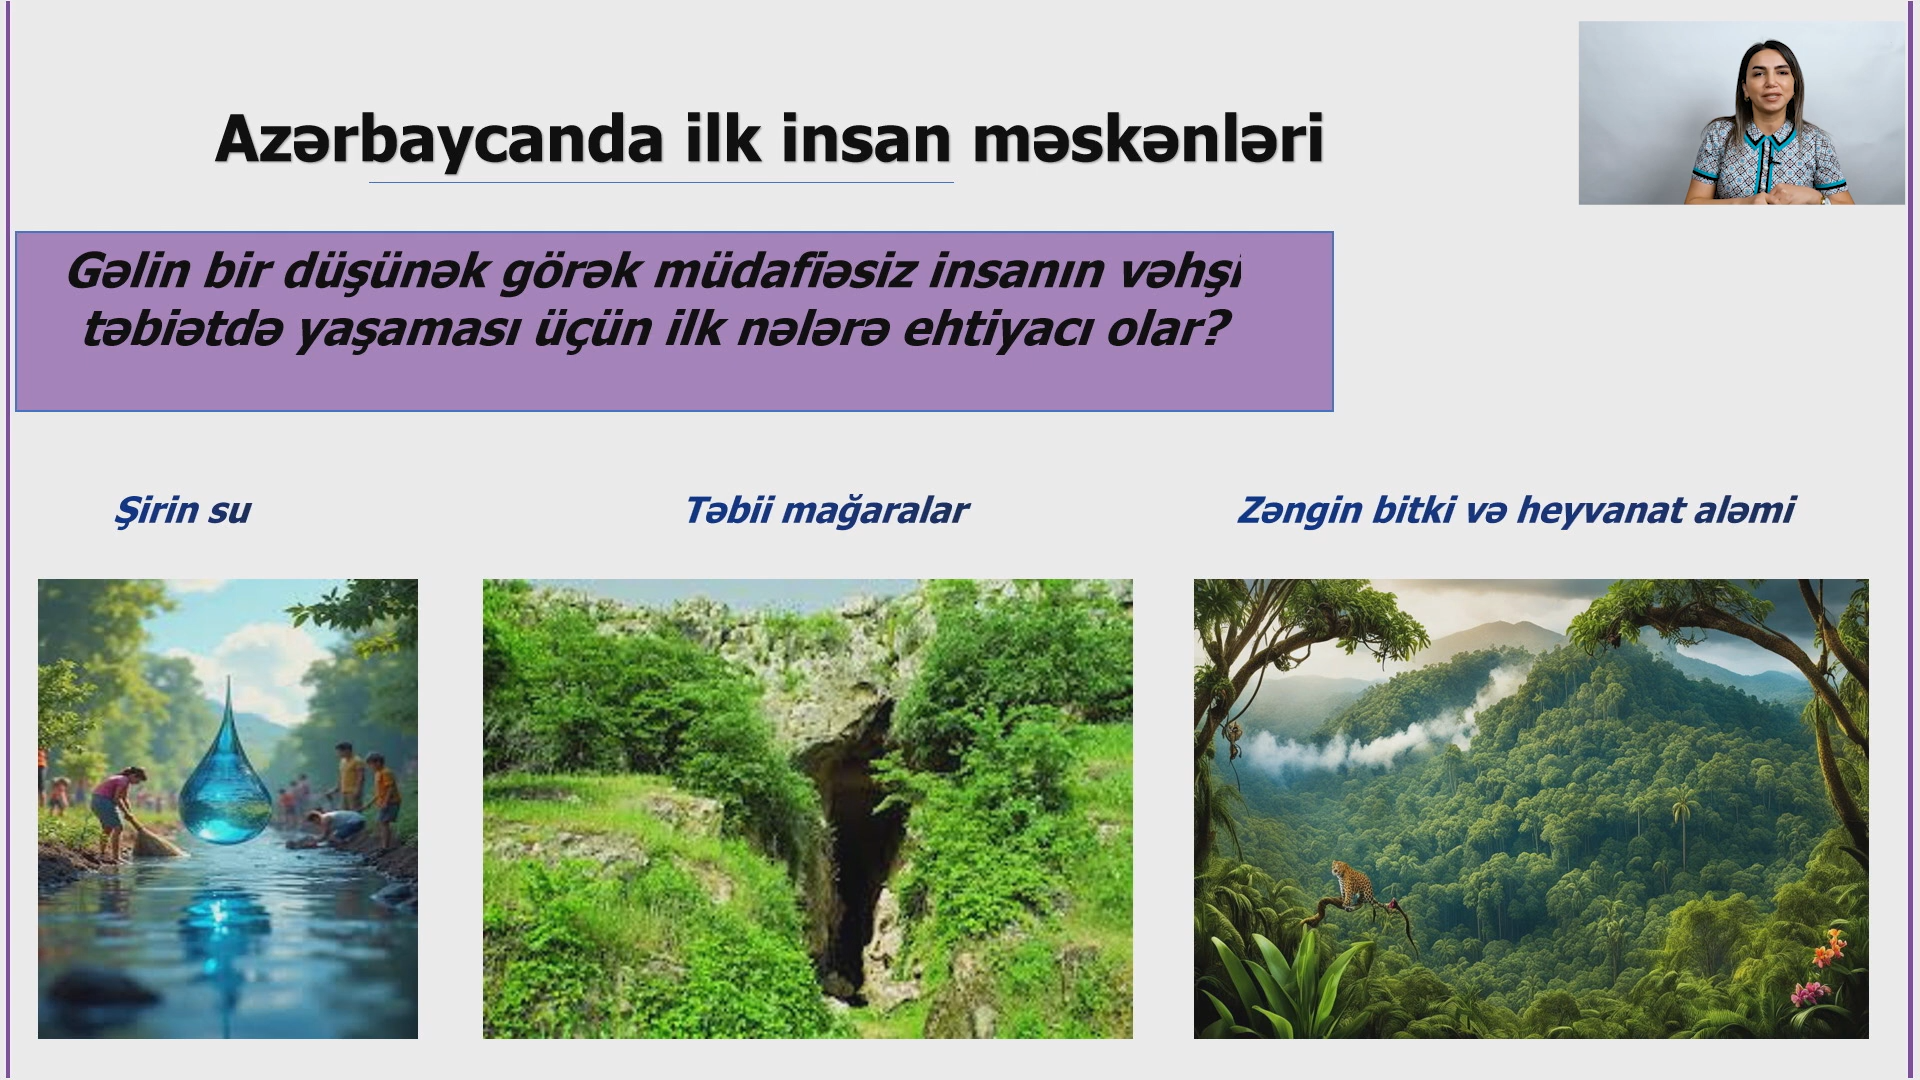 Azərbaycanda ilk insan məskənləri
Gəlin bir düşünək görək müdafiəsiz insanın vəhşi
təbiətdə yaşaması üçün ilk nələrə ehtiyacı olar?
Şirin su
Təbii mağaralar
Zəngin bitki və heyvanat aləmi